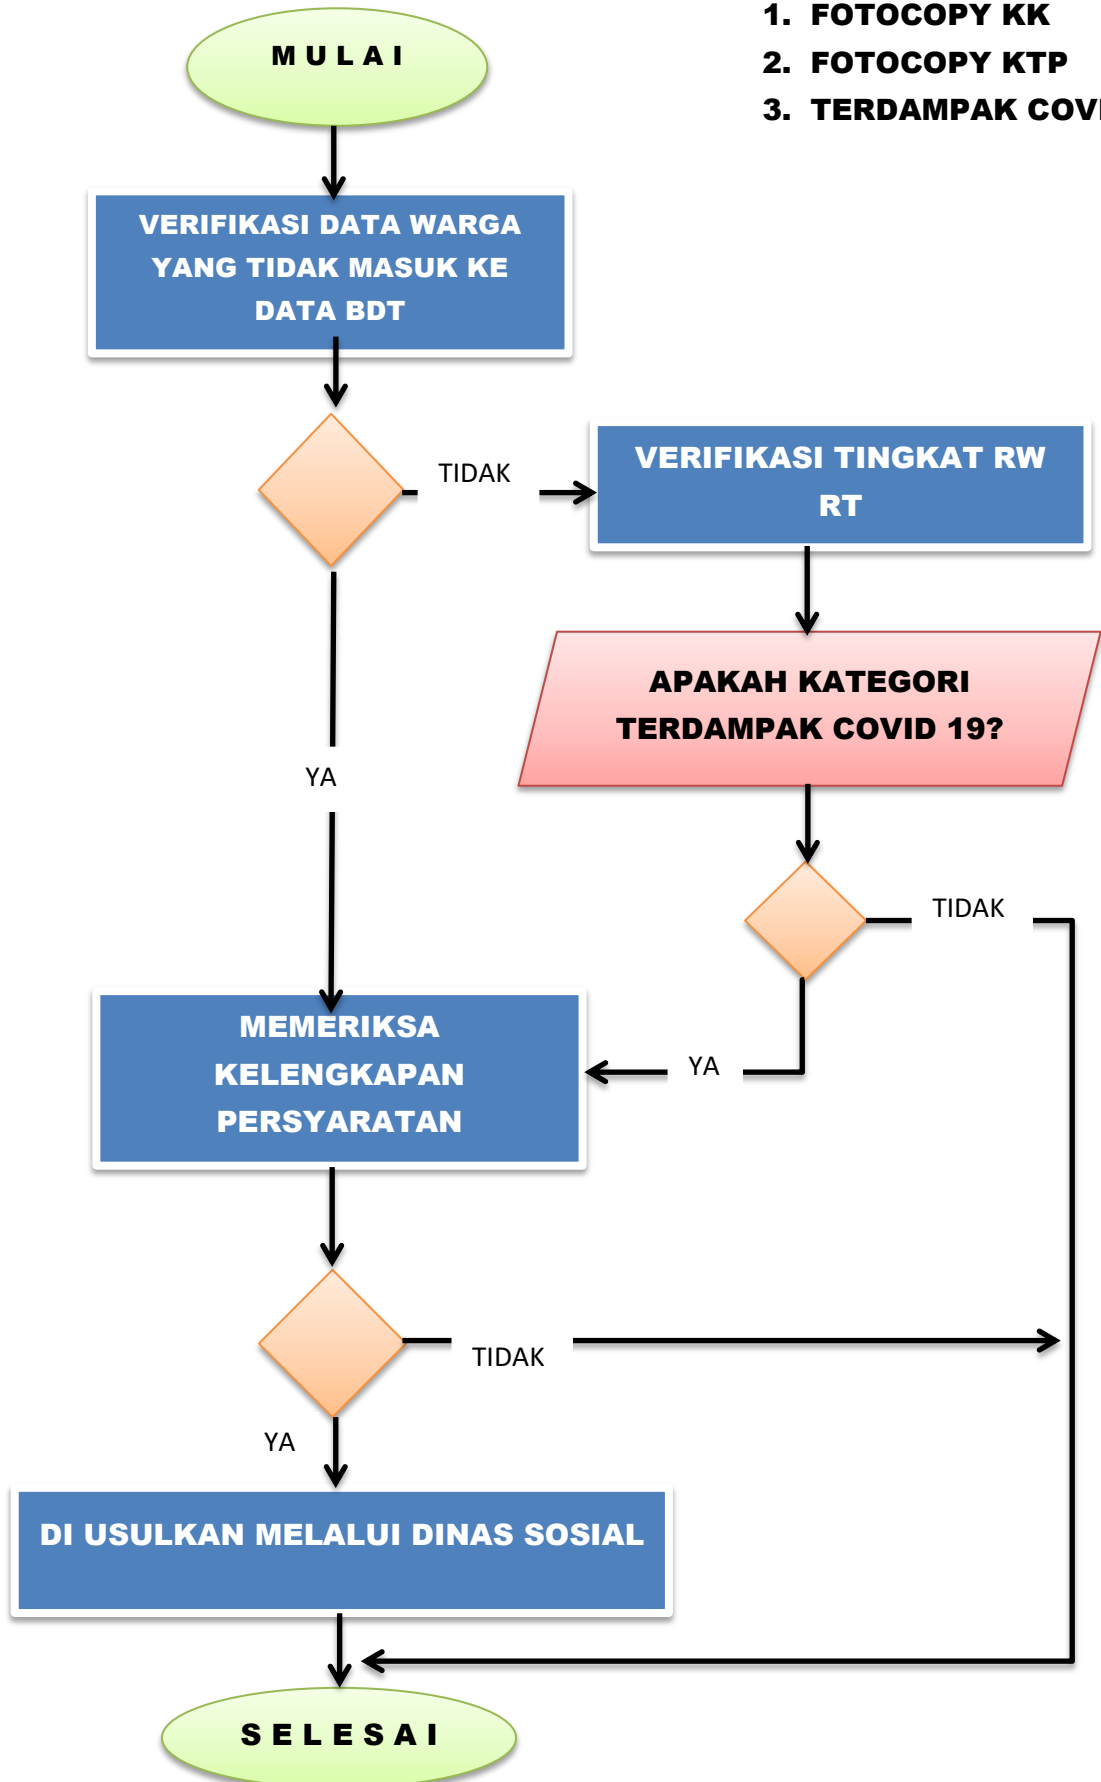 1. FOTOCOPY KK
2. FOTOCOPY KTP
3. TERDAMPAK
M U L A I
VERIFIKASI DATA WARGA
YANG TIDAK MASUK KE
DATA BDT
TIDAK
VERIFIKASI TINGKAT RW
RT
APAKAH KATEGORI
TERDAMPAK COVID 19?
YA
TIDAK
MEMERIKSA
KELENGKAPAN
PERSYARATAN
YA
TIDAK
YA
DI USULKAN MELALUI DINAS SOSIAL
S E L E S A I